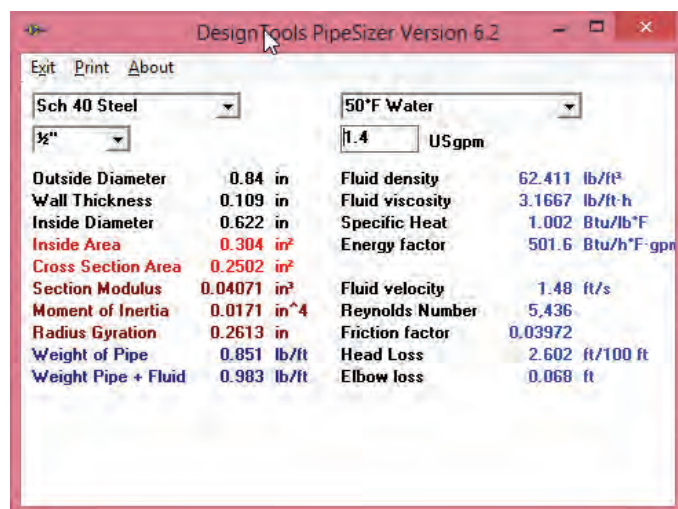 DesignTools PipeSizer Version 6.2
Exit Print About
Sch 40 Steel
50°F Water
½"
1.4 USgpm
Outside Diameter 0.84 in
Wall Thickness 0.109 in
Inside Diameter 0.622 in
Inside Area 0.304 in²
Cross Section Area 0.2502 in²
Section Modulus 0.04071 in³
Moment of Inertia 0.0171 in^4
Radius Gyration 0.2613 in
Weight of Pipe 0.851 lb/ft
Weight Pipe + Fluid 0.983 lb/ft
Fluid density 62.411 lb/ft³
Fluid viscosity 3.1667 lb/ft·h
Specific Heat 1.002 Btu/lb°F
Energy factor 501.6 Btu/h°F·gpm
Fluid velocity 1.48 ft/s
Reynolds Number 5,436
Friction factor 0.03972
Head Loss 2.602 ft/100 ft
Elbow loss 0.068 ft